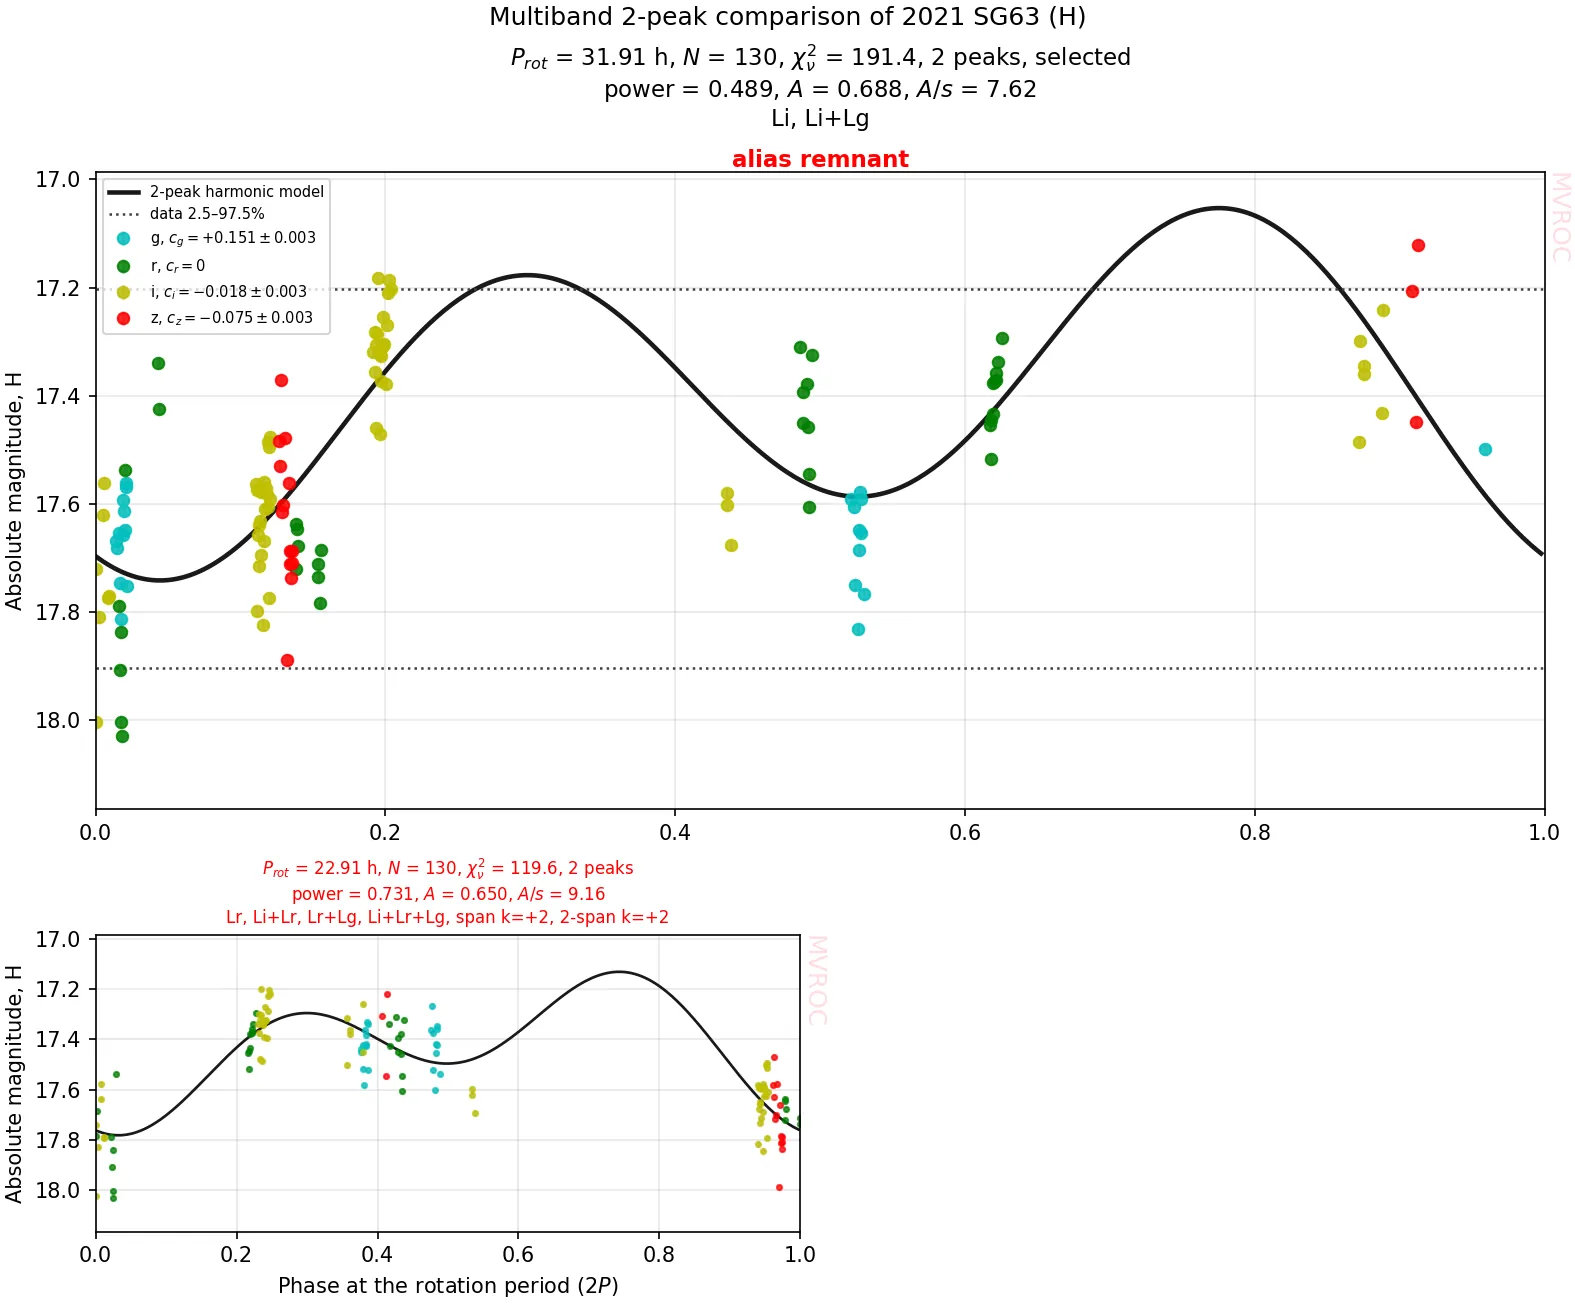 Multiband 2-peak comparison of 2021 SG63 (H)
P_rot = 31.91 h, N = 130, χ²_ν = 191.4, 2 peaks, selected
power = 0.489, A = 0.688, A/s = 7.62
Li, Li+Lg
alias remnant
17.0
17.2
17.4
17.6
17.8
18.0
Absolute magnitude, H
2-peak harmonic model
data 2.5–97.5%
g, c_g = +0.151 ± 0.003
r, c_r = 0
i, c_i = −0.018 ± 0.003
z, c_z = −0.075 ± 0.003
MVROC
0.0 0.2 0.4 0.6 0.8 1.0
P_rot = 22.91 h, N = 130, χ²_ν = 119.6, 2 peaks
power = 0.731, A = 0.650, A/s = 9.16
Lr, Li+Lr, Lr+Lg, Li+Lr+Lg, span k=+2, 2-span k=+2
17.0
17.2
17.4
17.6
17.8
18.0
Absolute magnitude, H
MVROC
0.0 0.2 0.4 0.6 0.8 1.0
Phase at the rotation period (2P)